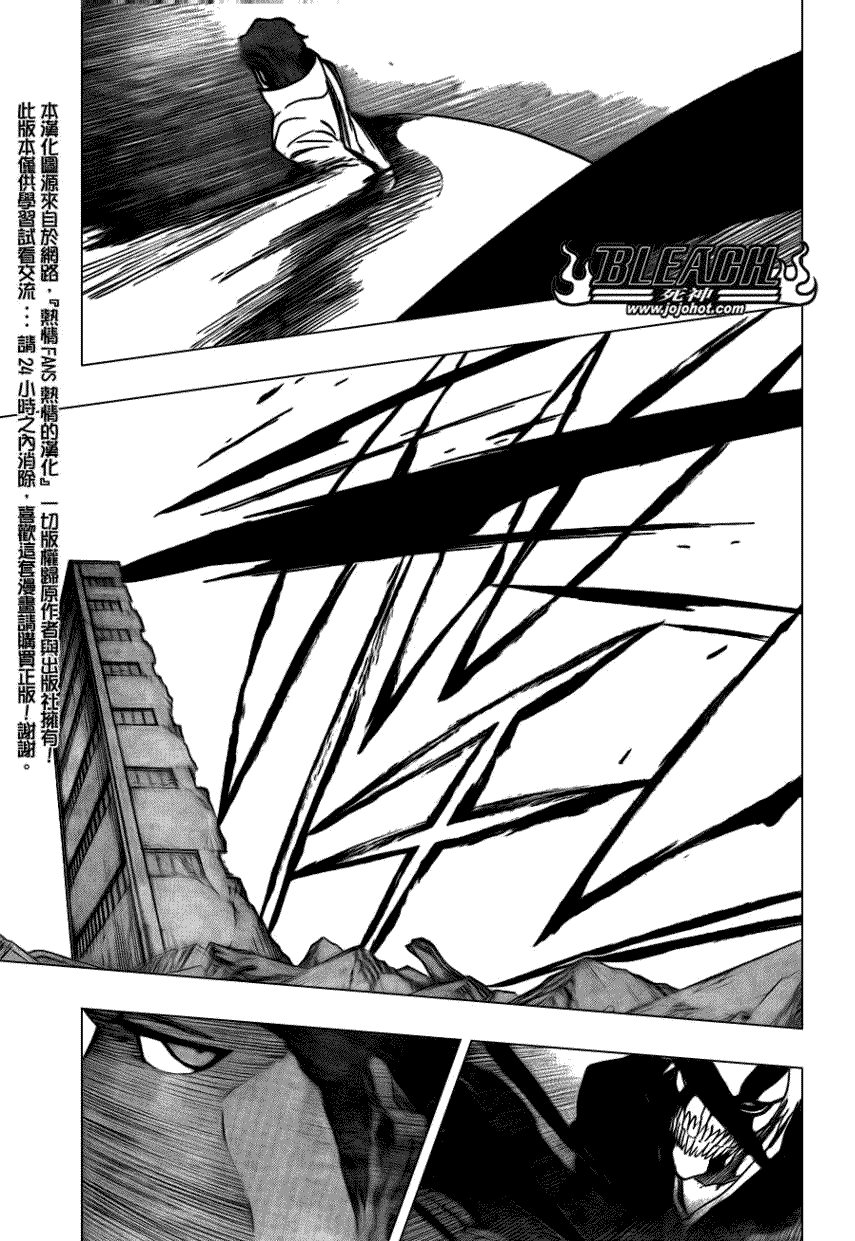 本漢化圖源來自於網路，『熱情FANS熱情的漢化』一切版權歸原作者與出版社擁有！
此版本僅供學習試看交流…請24小時之內消除，喜歡這套漫畫請購買正版！謝謝。
BLEACH
死神
www.jojohot.com